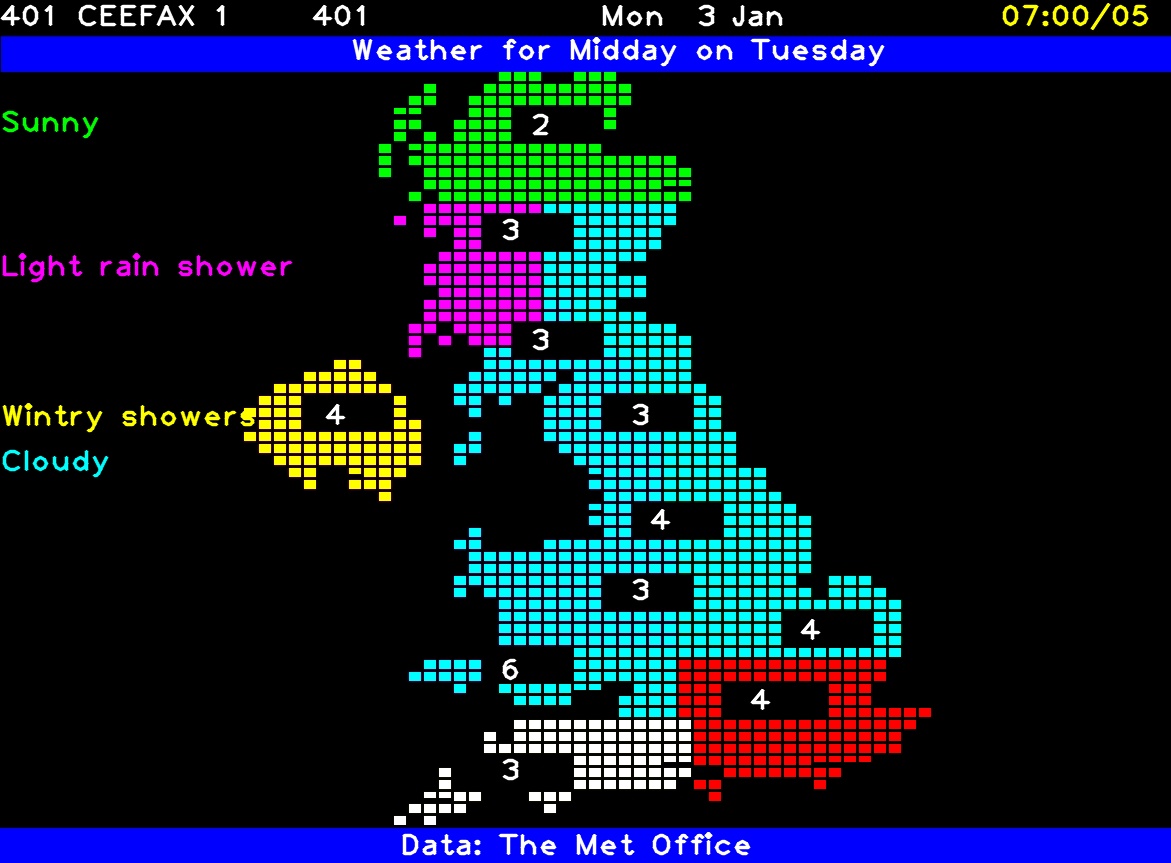 401 CEEFAX 1 401 Mon 3 Jan 07:00/05
Weather for Midday on Tuesday
Sunny
2
3
Light rain shower
3
Wintry showers
4
3
Cloudy
4
3
4
6
4
3
Data: The Met Office